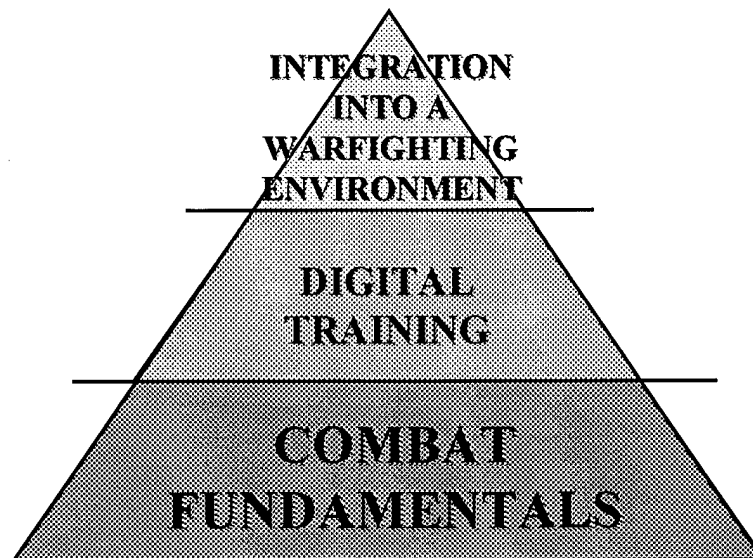 INTEGRATION
INTO A
WARFIGHTING
ENVIRONMENT
DIGITAL
TRAINING
COMBAT
FUNDAMENTALS